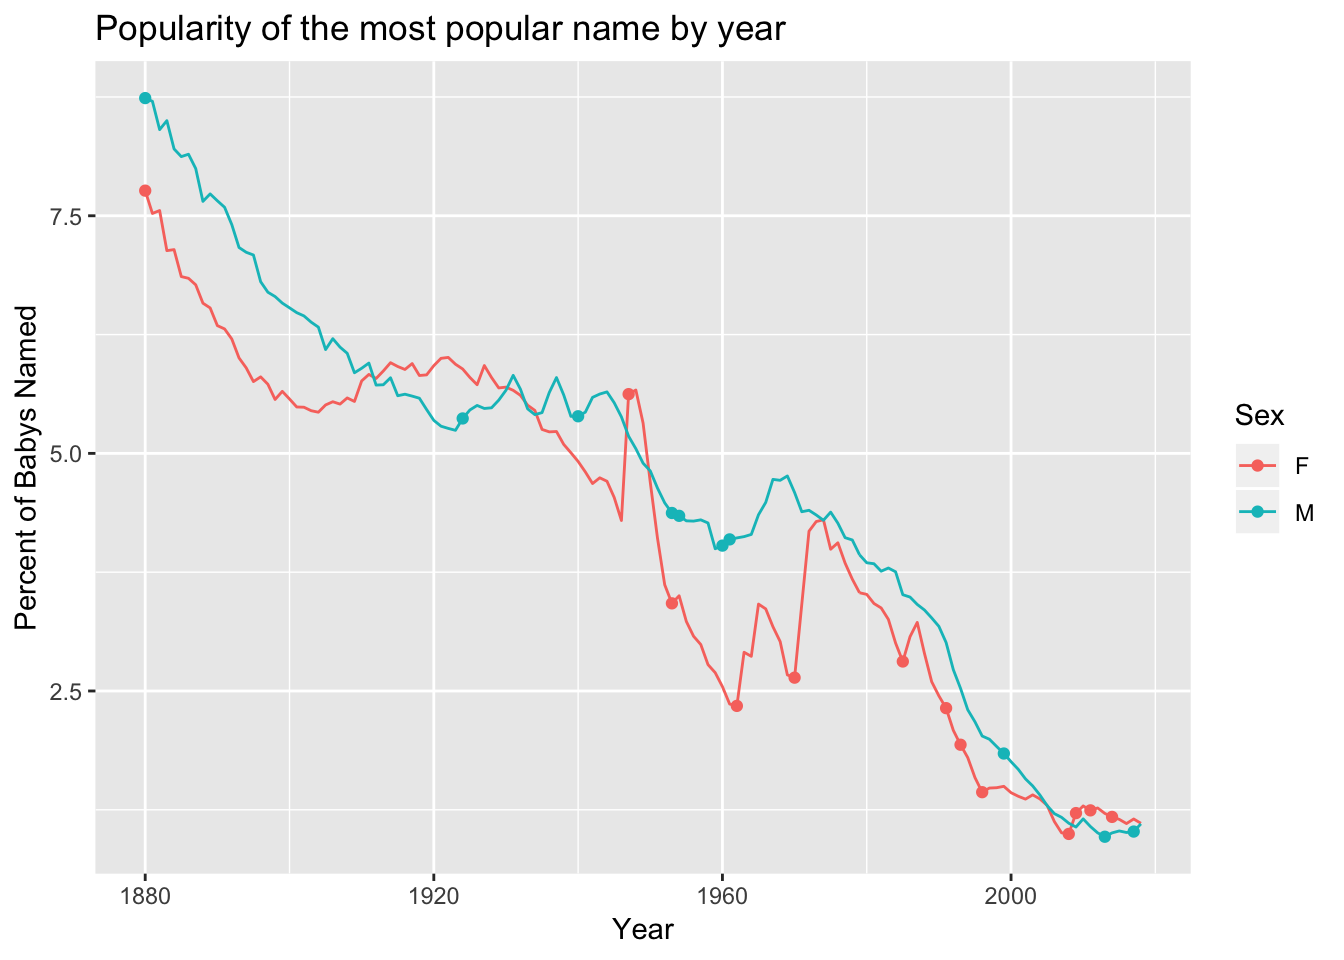 Popularity of the most popular name by year
Percent of Babys Named
7.5
5.0
2.5
1880
1920
1960
2000
Year
Sex
F
M